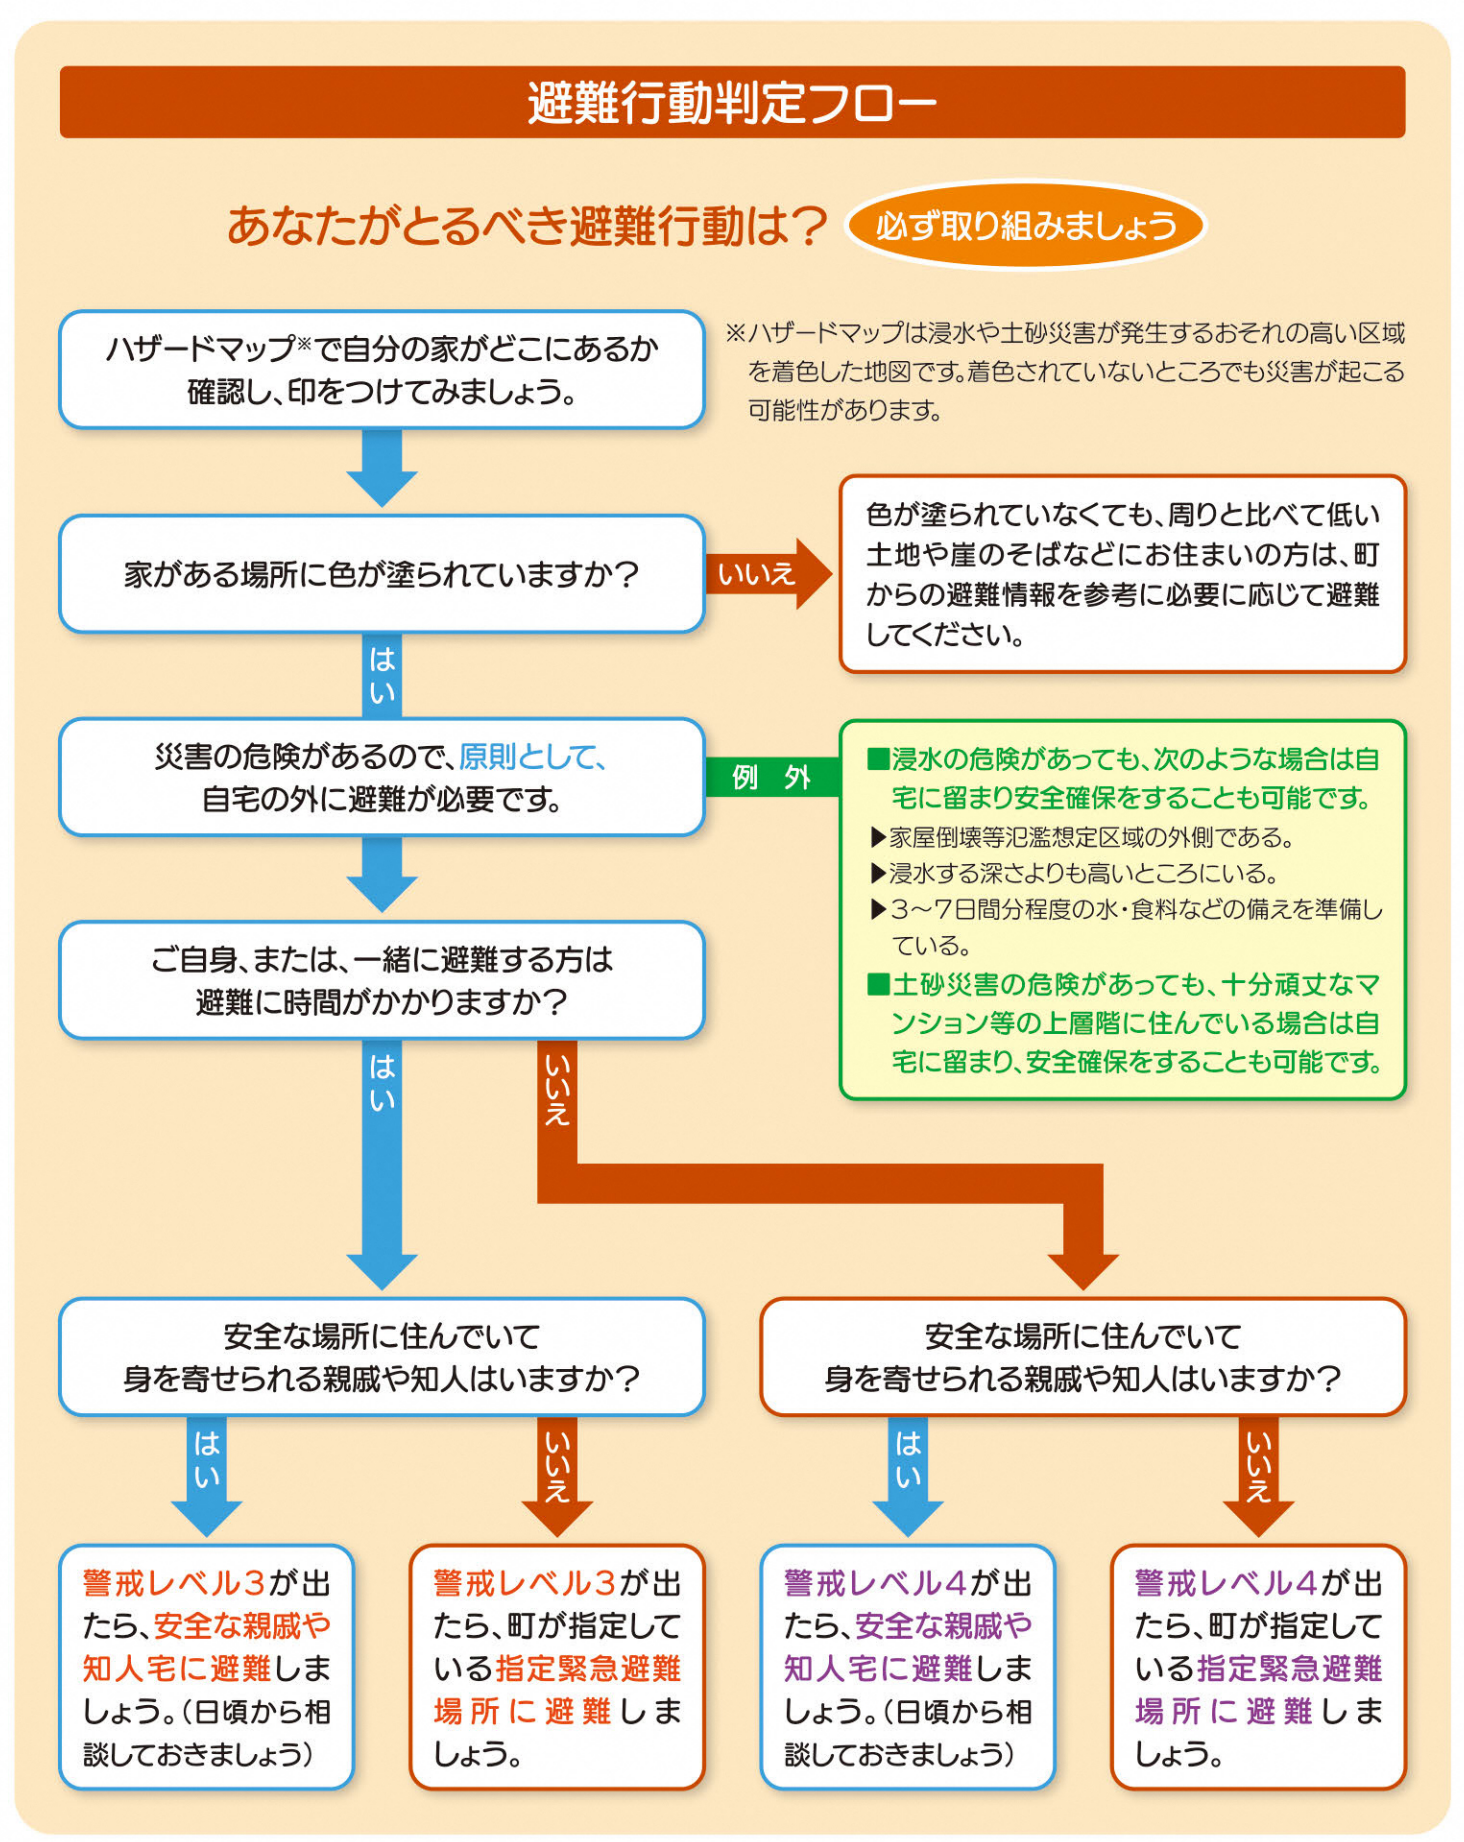 避難行動判定フロー
あなたがとるべき避難行動は？
必ず取り組みましょう
ハザードマップ※で自分の家がどこにあるか
確認し、印をつけてみましょう。
※ハザードマップは浸水や土砂災害が発生するおそれの高い区域
を着色した地図です。着色されていないところでも災害が起こる
可能性があります。
家がある場所に色が塗られていますか？
いいえ
色が塗られていなくても、周りと比べて低い
土地や崖のそばなどにお住まいの方は、町
からの避難情報を参考に必要に応じて避難
してください。
はい
災害の危険があるので、原則として、
自宅の外に避難が必要です。
例 外
■浸水の危険があっても、次のような場合は自
宅に留まり安全確保をすることも可能です。
▶家屋倒壊等氾濫想定区域の外側である。
▶浸水する深さよりも高いところにいる。
▶3〜7日間分程度の水・食料などの備えを準備し
ている。
■土砂災害の危険があっても、十分頑丈なマ
ンション等の上層階に住んでいる場合は自
宅に留まり、安全確保をすることも可能です。
ご自身、または、一緒に避難する方は
避難に時間がかかりますか？
はい
いいえ
安全な場所に住んでいて
身を寄せられる親戚や知人はいますか？
安全な場所に住んでいて
身を寄せられる親戚や知人はいますか？
はい
いいえ
はい
いいえ
警戒レベル3が出
たら、安全な親戚や
知人宅に避難しま
しょう。（日頃から相
談しておきましょう）
警戒レベル3が出
たら、町が指定して
いる指定緊急避難
場所に避難しま
しょう。
警戒レベル4が出
たら、安全な親戚や
知人宅に避難しま
しょう。（日頃から相
談しておきましょう）
警戒レベル4が出
たら、町が指定して
いる指定緊急避難
場所に避難しま
しょう。